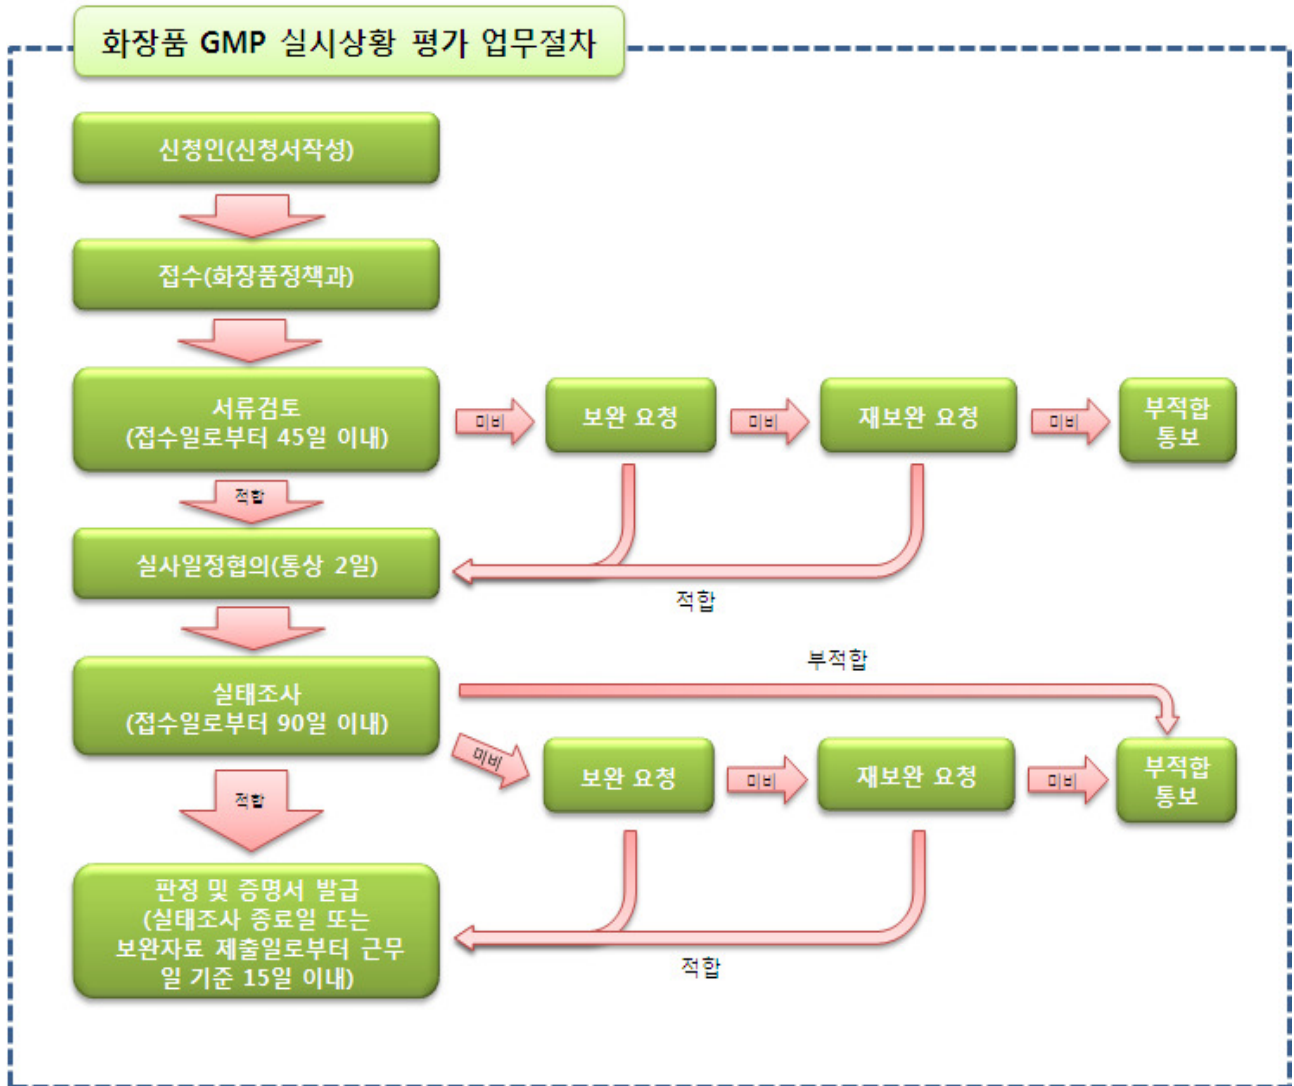 화장품 GMP 실시상황 평가 업무절차
신청인(신청서작성)
접수(화장품정책과)
서류검토
(접수일로부터 45일 이내)
미비
보완 요청
미비
재보완 요청
미비
부적합
통보
적합
실사일정협의(통상 2일)
적합
부적합
실태조사
(접수일로부터 90일 이내)
미비
보완 요청
미비
재보완 요청
미비
부적합
통보
적합
판정 및 증명서 발급
(실태조사 종료일 또는
보완자료 제출일로부터 근무
일 기준 15일 이내)
적합